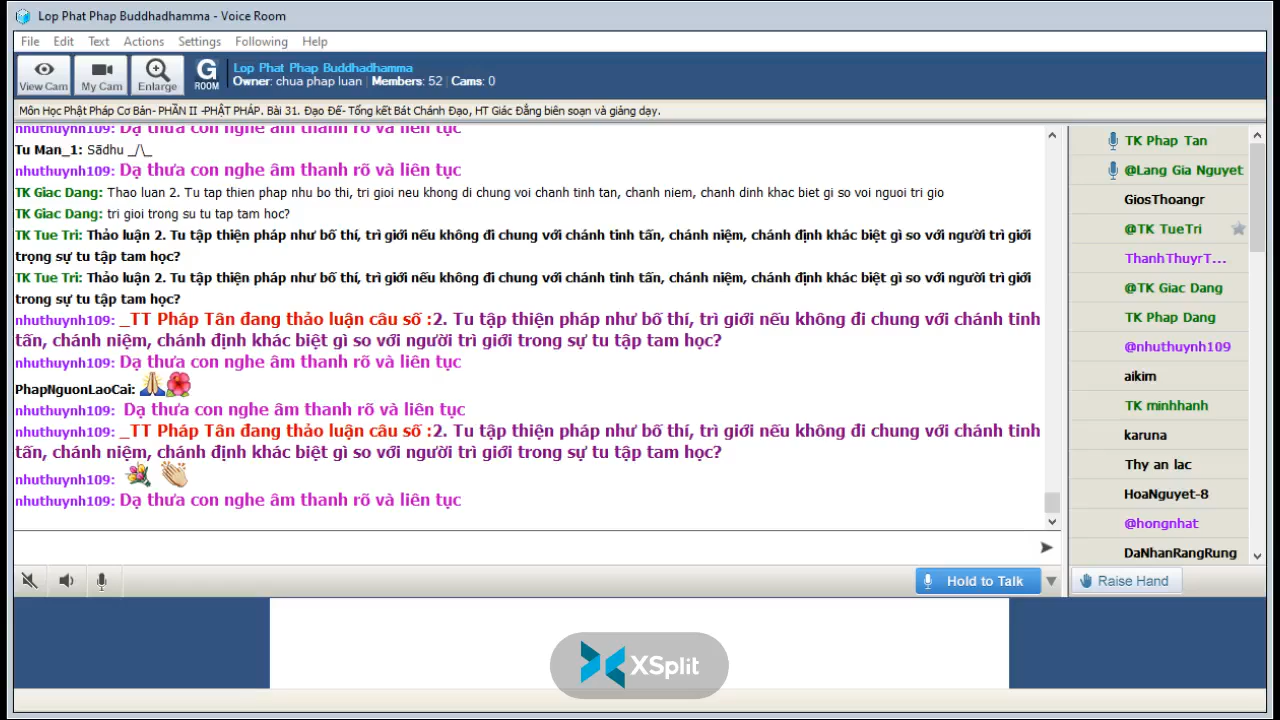 Lop Phat Phap Buddhadhamma - Voice Room
File Edit Text Actions Settings Following Help
View Cam My Cam Enlarge G ROOM
Lop Phat Phap Buddhadhamma
Owner: chua phap luan Members: 52 Cams: 0
Môn Học Phật Pháp Cơ Bản- PHẦN II -PHẬT PHÁP. Bài 31. Đạo Đế- Tổng kết Bát Chánh Đạo, HT Giác Đẳng biên soạn và giảng dạy.
nhuthuynh109: Dạ thưa con nghe âm thanh rõ và liên tục
Tu Man_1: Sādhu _/\_
nhuthuynh109: Dạ thưa con nghe âm thanh rõ và liên tục
TK Giac Dang: Thao luan 2. Tu tap thien phap nhu bo thi, tri gioi neu khong di chung voi chanh tinh tan, chanh niem, chanh dinh khac biet gi so voi nguoi tri gio
TK Giac Dang: tri gioi trong su tu tap tam hoc?
TK Tue Tri: Thảo luận 2. Tu tập thiện pháp như bố thí, trì giới nếu không đi chung với chánh tinh tấn, chánh niệm, chánh định khác biệt gì so với người trì giới
trọng sự tu tập tam học?
TK Tue Tri: Thảo luận 2. Tu tập thiện pháp như bố thí, trì giới nếu không đi chung với chánh tinh tấn, chánh niệm, chánh định khác biệt gì so với người trì giới
trong sự tu tập tam học?
nhuthuynh109: _TT Pháp Tân đang thảo luận câu số :2. Tu tập thiện pháp như bố thí, trì giới nếu không đi chung với chánh tinh
tấn, chánh niệm, chánh định khác biệt gì so với người trì giới trong sự tu tập tam học?
nhuthuynh109: Dạ thưa con nghe âm thanh rõ và liên tục
PhapNguonLaoCai:
nhuthuynh109: Dạ thưa con nghe âm thanh rõ và liên tục
nhuthuynh109: _TT Pháp Tân đang thảo luận câu số :2. Tu tập thiện pháp như bố thí, trì giới nếu không đi chung với chánh tinh
tấn, chánh niệm, chánh định khác biệt gì so với người trì giới trong sự tu tập tam học?
nhuthuynh109:
nhuthuynh109: Dạ thưa con nghe âm thanh rõ và liên tục
TK Phap Tan
@Lang Gia Nguyet
GiosThoangr
@TK TueTri
ThanhThuyrT...
@TK Giac Dang
TK Phap Dang
@nhuthuynh109
aikim
TK minhhanh
karuna
Thy an lac
HoaNguyet-8
@hongnhat
DaNhanRangRung
Hold to Talk
Raise Hand
XSplit